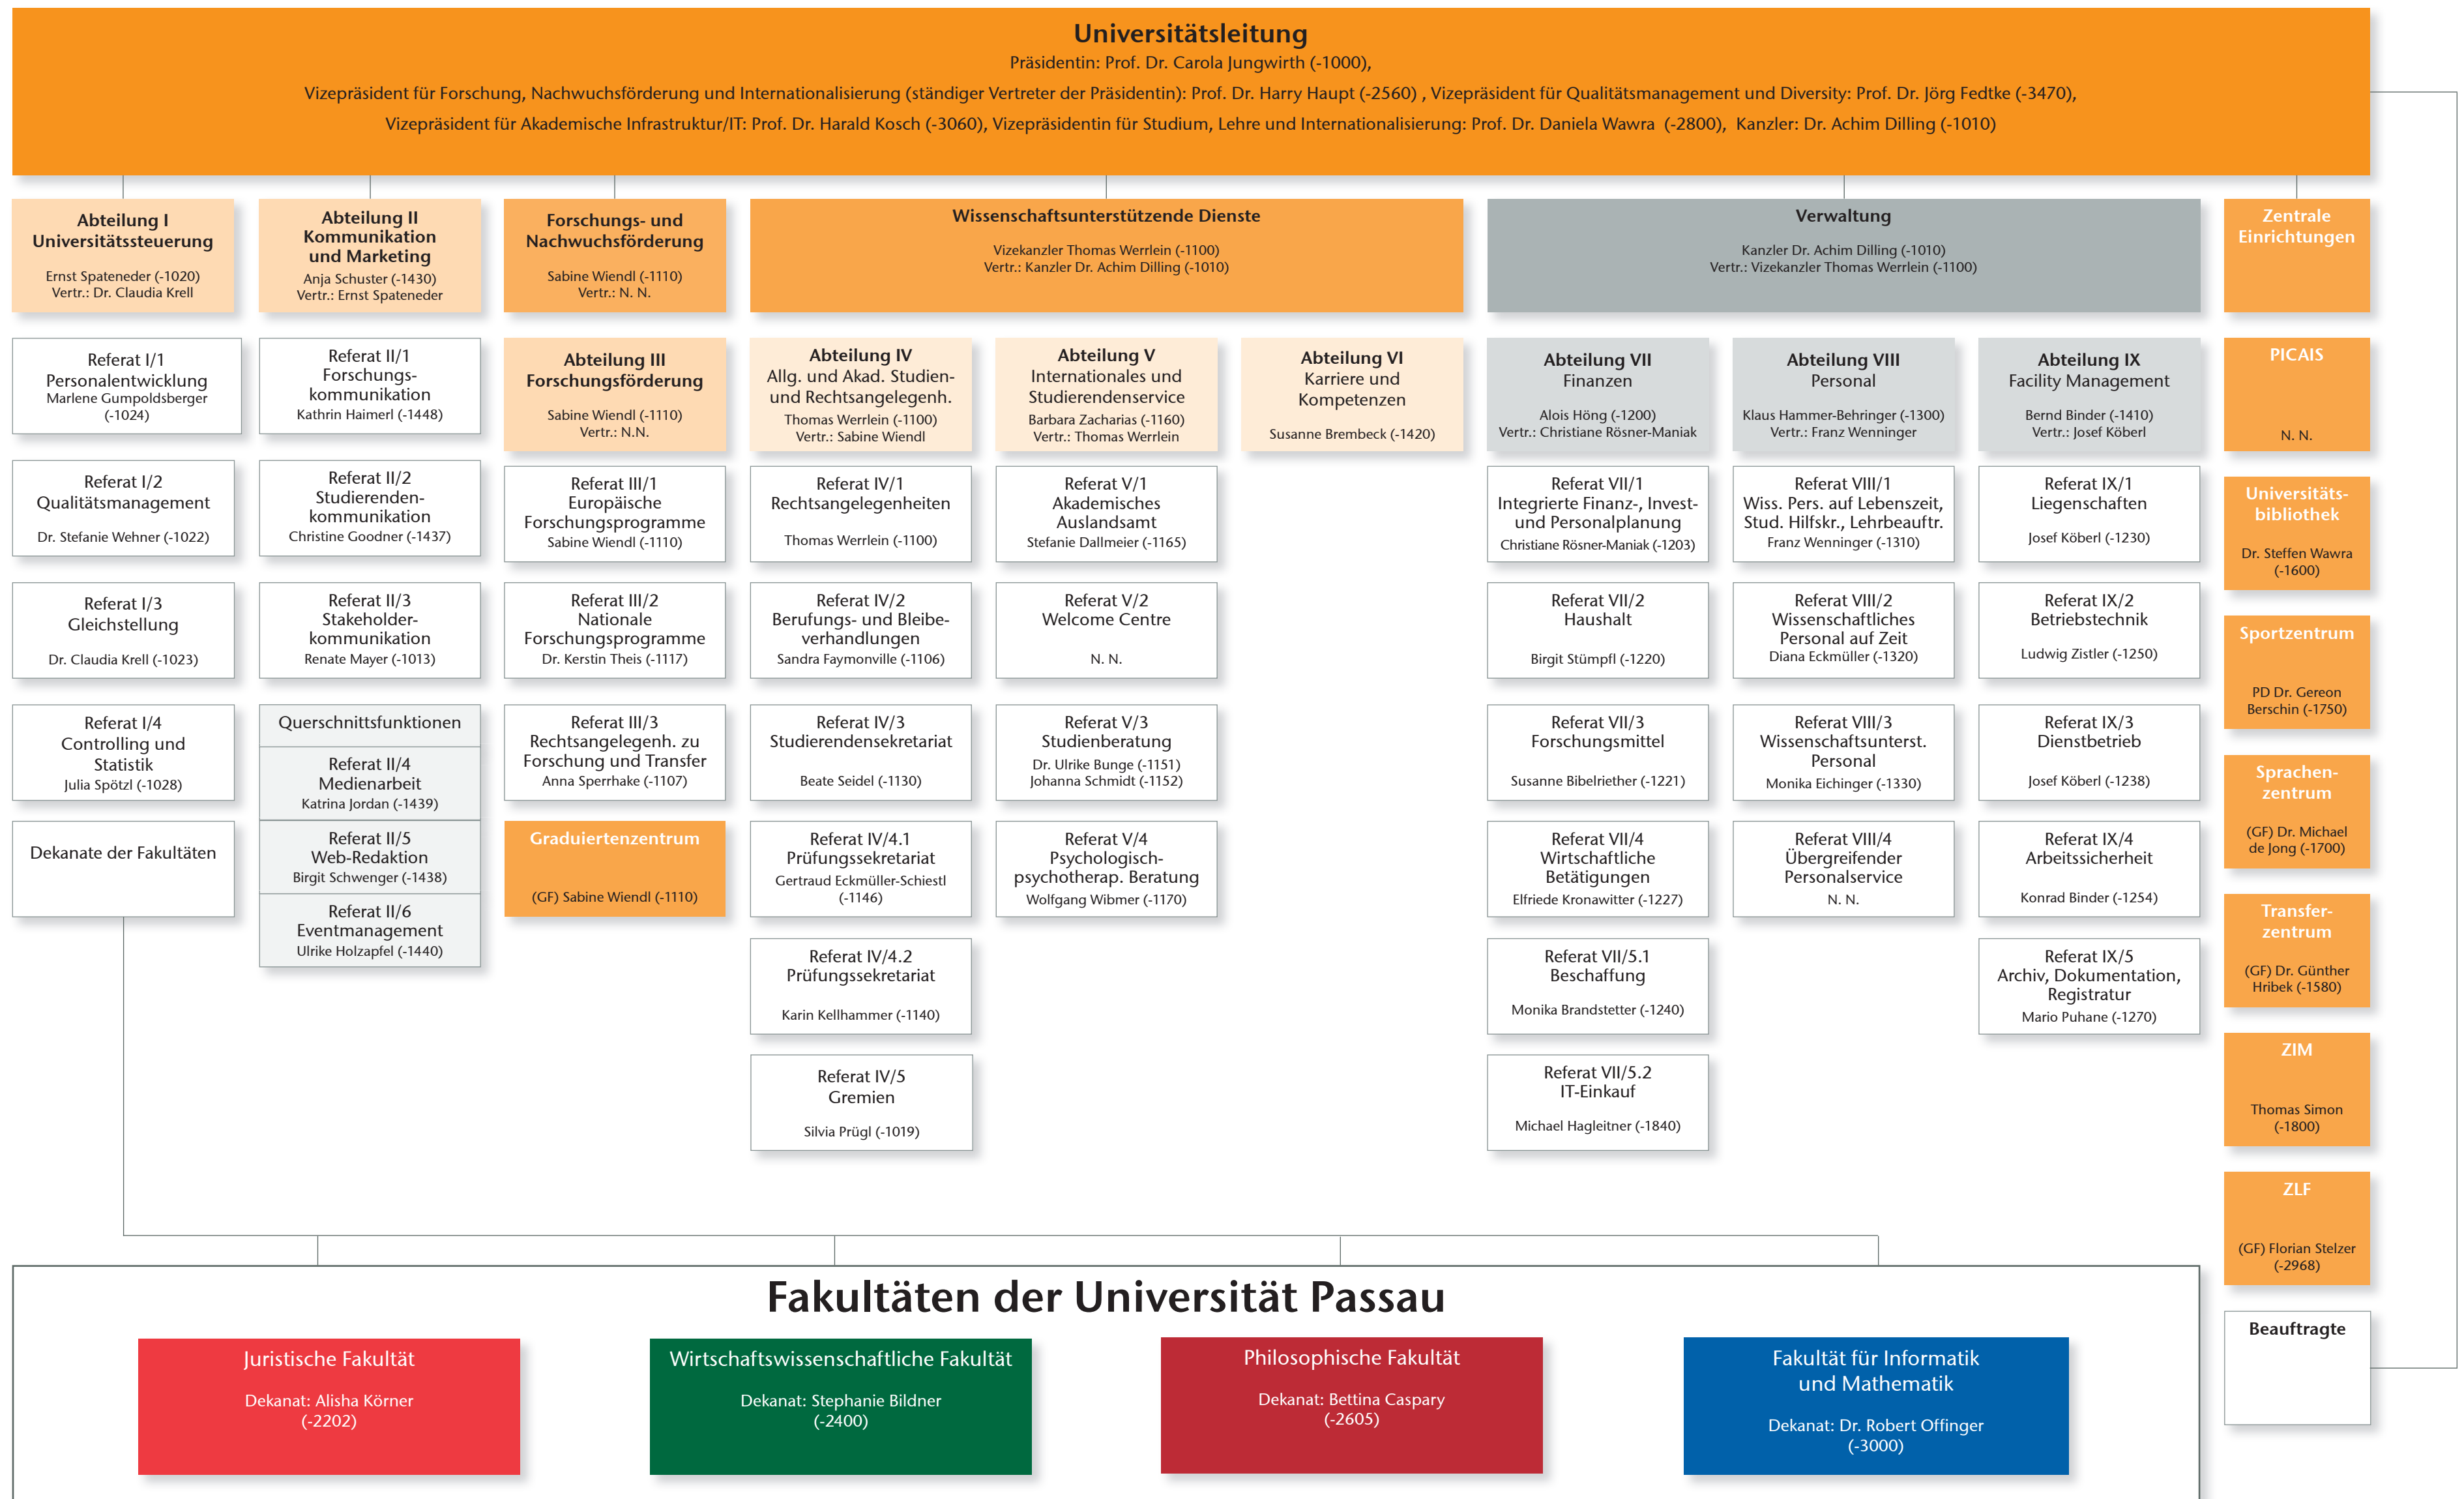 Universitätsleitung
Präsidentin: Prof. Dr. Carola Jungwirth (-1000),
Vizepräsident für Forschung, Nachwuchsförderung und Internationalisierung (ständiger Vertreter der Präsidentin): Prof. Dr. Harry Haupt (-2560) , Vizepräsident für Qualitätsmanagement und Diversity: Prof. Dr. Jörg Fedtke (-3470),
Vizepräsident für Akademische Infrastruktur/IT: Prof. Dr. Harald Kosch (-3060), Vizepräsidentin für Studium, Lehre und Internationalisierung: Prof. Dr. Daniela Wawra (-2800), Kanzler: Dr. Achim Dilling (-1010)
Abteilung I
Universitätssteuerung
Ernst Spateneder (-1020)
Vertr.: Dr. Claudia Krell
Referat I/1
Personalentwicklung
Marlene Gumpoldsberger
(-1024)
Referat I/2
Qualitätsmanagement
Dr. Stefanie Wehner (-1022)
Referat I/3
Gleichstellung
Dr. Claudia Krell (-1023)
Referat I/4
Controlling und
Statistik
Julia Spötzl (-1028)
Dekanate der Fakultäten
Abteilung II
Kommunikation
und Marketing
Anja Schuster (-1430)
Vertr.: Ernst Spateneder
Referat II/1
Forschungs-
kommunikation
Kathrin Haimerl (-1448)
Referat II/2
Studierenden-
kommunikation
Christine Goodner (-1437)
Referat II/3
Stakeholder-
kommunikation
Renate Mayer (-1013)
Querschnittsfunktionen
Referat II/4
Medienarbeit
Katrina Jordan (-1439)
Referat II/5
Web-Redaktion
Birgit Schwenger (-1438)
Referat II/6
Eventmanagement
Ulrike Holzapfel (-1440)
Forschungs- und
Nachwuchsförderung
Sabine Wiendl (-1110)
Vertr.: N. N.
Abteilung III
Forschungsförderung
Sabine Wiendl (-1110)
Vertr.: N.N.
Referat III/1
Europäische
Forschungsprogramme
Sabine Wiendl (-1110)
Referat III/2
Nationale
Forschungsprogramme
Dr. Kerstin Theis (-1117)
Referat III/3
Rechtsangelegenh. zu
Forschung und Transfer
Anna Sperrhake (-1107)
Graduiertenzentrum
(GF) Sabine Wiendl (-1110)
Wissenschaftsunterstützende Dienste
Vizekanzler Thomas Werrlein (-1100)
Vertr.: Kanzler Dr. Achim Dilling (-1010)
Abteilung IV
Allg. und Akad. Studien-
und Rechtsangelegenh.
Thomas Werrlein (-1100)
Vertr.: Sabine Wiendl
Referat IV/1
Rechtsangelegenheiten
Thomas Werrlein (-1100)
Referat IV/2
Berufungs- und Bleibe-
verhandlungen
Sandra Faymonville (-1106)
Referat IV/3
Studierendensekretariat
Beate Seidel (-1130)
Referat IV/4.1
Prüfungssekretariat
Gertraud Eckmüller-Schiestl
(-1146)
Referat IV/4.2
Prüfungssekretariat
Karin Kellhammer (-1140)
Referat IV/5
Gremien
Silvia Prügl (-1019)
Abteilung V
Internationales und
Studierendenservice
Barbara Zacharias (-1160)
Vertr.: Thomas Werrlein
Referat V/1
Akademisches
Auslandsamt
Stefanie Dallmeier (-1165)
Referat V/2
Welcome Centre
N. N.
Referat V/3
Studienberatung
Dr. Ulrike Bunge (-1151)
Johanna Schmidt (-1152)
Referat V/4
Psychologisch-
psychotherap. Beratung
Wolfgang Wibmer (-1170)
Abteilung VI
Karriere und
Kompetenzen
Susanne Brembeck (-1420)
Verwaltung
Kanzler Dr. Achim Dilling (-1010)
Vertr.: Vizekanzler Thomas Werrlein (-1100)
Abteilung VII
Finanzen
Alois Höng (-1200)
Vertr.: Christiane Rösner-Maniak
Referat VII/1
Integrierte Finanz-, Invest-
und Personalplanung
Christiane Rösner-Maniak (-1203)
Referat VII/2
Haushalt
Birgit Stümpfl (-1220)
Referat VII/3
Forschungsmittel
Susanne Bibelriether (-1221)
Referat VII/4
Wirtschaftliche
Betätigungen
Elfriede Kronawitter (-1227)
Referat VII/5.1
Beschaffung
Monika Brandstetter (-1240)
Referat VII/5.2
IT-Einkauf
Michael Hagleitner (-1840)
Abteilung VIII
Personal
Klaus Hammer-Behringer (-1300)
Vertr.: Franz Wenninger
Referat VIII/1
Wiss. Pers. auf Lebenszeit,
Stud. Hilfskr., Lehrbeauftr.
Franz Wenninger (-1310)
Referat VIII/2
Wissenschaftliches
Personal auf Zeit
Diana Eckmüller (-1320)
Referat VIII/3
Wissenschaftsunterst.
Personal
Monika Eichinger (-1330)
Referat VIII/4
Übergreifender
Personalservice
N. N.
Abteilung IX
Facility Management
Bernd Binder (-1410)
Vertr.: Josef Köberl
Referat IX/1
Liegenschaften
Josef Köberl (-1230)
Referat IX/2
Betriebstechnik
Ludwig Zistler (-1250)
Referat IX/3
Dienstbetrieb
Josef Köberl (-1238)
Referat IX/4
Arbeitssicherheit
Konrad Binder (-1254)
Referat IX/5
Archiv, Dokumentation,
Registratur
Mario Puhane (-1270)
Zentrale
Einrichtungen
PICAIS
N. N.
Universitäts-
bibliothek
Dr. Steffen Wawra
(-1600)
Sportzentrum
PD Dr. Gereon
Berschin (-1750)
Sprachen-
zentrum
(GF) Dr. Michael
de Jong (-1700)
Transfer-
zentrum
(GF) Dr. Günther
Hribek (-1580)
ZIM
Thomas Simon
(-1800)
ZLF
(GF) Florian Stelzer
(-2968)
Beauftragte
Fakultäten der Universität Passau
Juristische Fakultät
Dekanat: Alisha Körner
(-2202)
Wirtschaftswissenschaftliche Fakultät
Dekanat: Stephanie Bildner
(-2400)
Philosophische Fakultät
Dekanat: Bettina Caspary
(-2605)
Fakultät für Informatik
und Mathematik
Dekanat: Dr. Robert Offinger
(-3000)